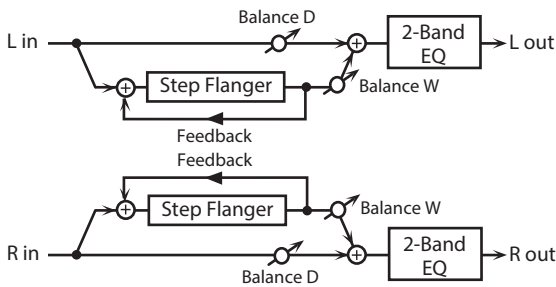 Balance D
L in
2-Band
EQ
L out
Step Flanger
Balance W
Feedback
Feedback
Step Flanger
Balance W
R in
2-Band
EQ
R out
Balance D